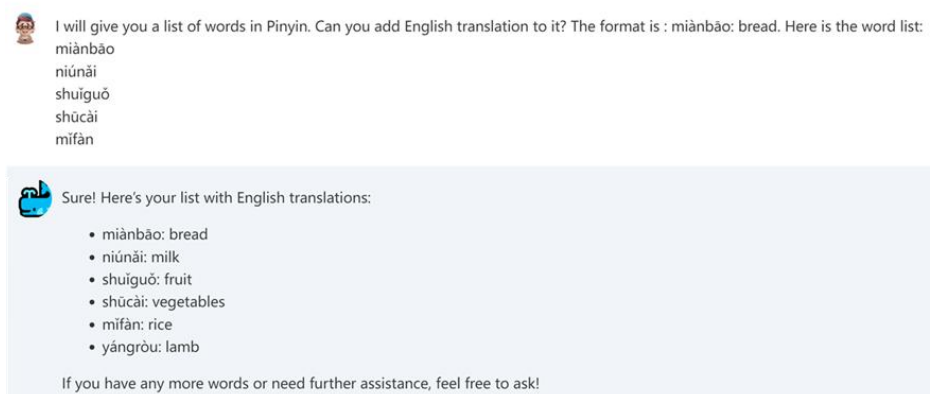 I will give you a list of words in Pinyin. Can you add English translation to it? The format is : miànbāo: bread. Here is the word list:
miànbāo
niúnǎi
shuǐguǒ
shūcài
mǐfàn
Sure! Here's your list with English translations:
• miànbāo: bread
• niúnǎi: milk
• shuǐguǒ: fruit
• shūcài: vegetables
• mǐfàn: rice
• yángròu: lamb
If you have any more words or need further assistance, feel free to ask!